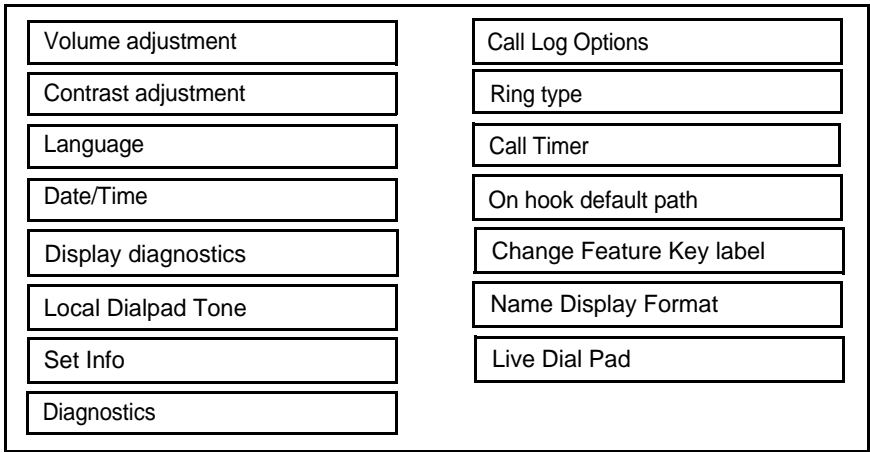 Volume adjustment
Contrast adjustment
Language
Date/Time
Display diagnostics
Local Dialpad Tone
Set Info
Diagnostics
Call Log Options
Ring type
Call Timer
On hook default path
Change Feature Key label
Name Display Format
Live Dial Pad